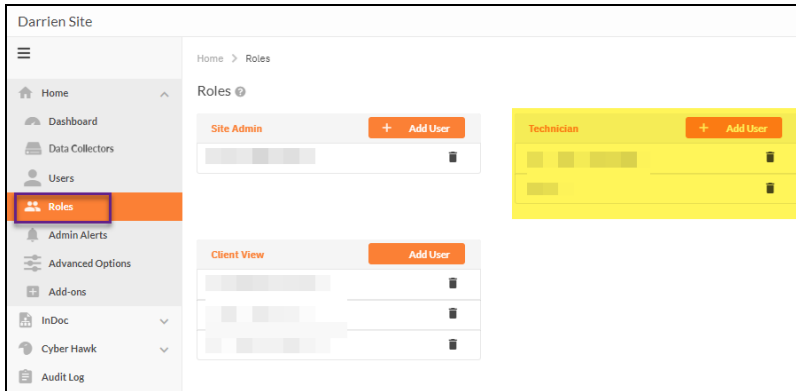 Darrien Site
Home > Roles
Home
Roles
Dashboard
Data Collectors
Users
Roles
Admin Alerts
Advanced Options
Add-ons
InDoc
Cyber Hawk
Audit Log
Site Admin
+ Add User
Technician
+ Add User
Client View
Add User